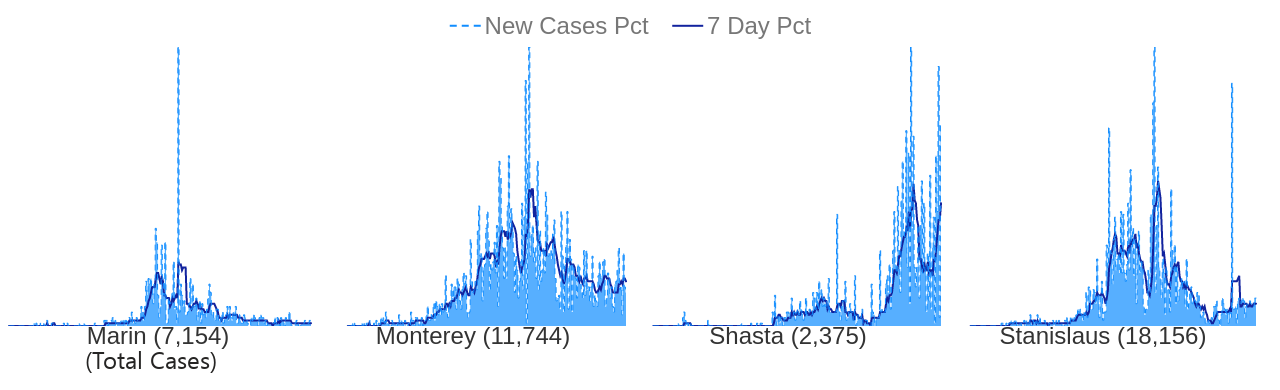 New Cases Pct 7 Day Pct
Marin (7,154) Monterey (11,744) Shasta (2,375) Stanislaus (18,156)
(Total Cases)